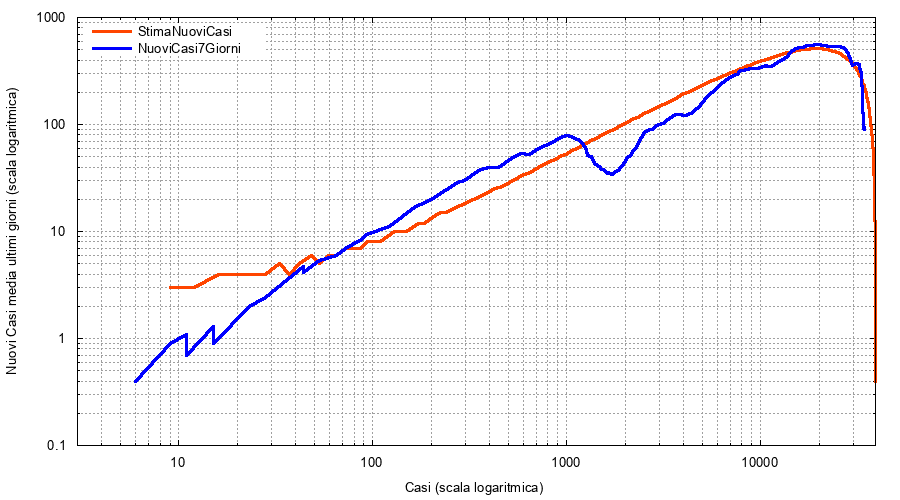 StimaNuoviCasi
NuoviCasi7Giorni
Nuovi Casi media ultimi giorni (scala logaritmica)
1000
100
10
1
0.1
10
100
1000
10000
Casi (scala logaritmica)